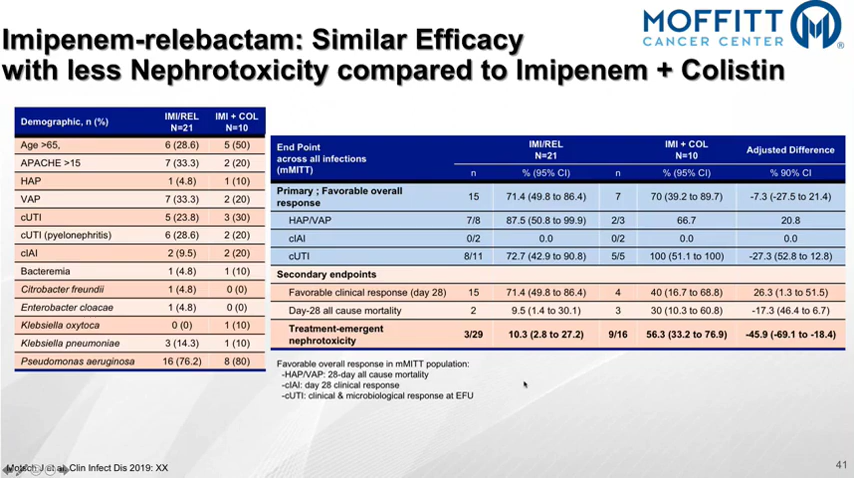 MOFFITT
CANCER CENTER
®
Imipenem-relebactam: Similar Efficacy
with less Nephrotoxicity compared to Imipenem + Colistin
Demographic, n (%) IMI/REL N=21 IMI + COL N=10
Age >65, 6 (28.6) 5 (50)
APACHE >15 7 (33.3) 2 (20)
HAP 1 (4.8) 1 (10)
VAP 7 (33.3) 2 (20)
cUTI 5 (23.8) 3 (30)
cUTI (pyelonephritis) 6 (28.6) 2 (20)
cIAI 2 (9.5) 2 (20)
Bacteremia 1 (4.8) 1 (10)
Citrobacter freundii 1 (4.8) 0 (0)
Enterobacter cloacae 1 (4.8) 0 (0)
Klebsiella oxytoca 0 (0) 1 (10)
Klebsiella pneumoniae 3 (14.3) 1 (10)
Pseudomonas aeruginosa 16 (76.2) 8 (80)
End Point
across all infections
(mMITT)
IMI/REL N=21 IMI + COL N=10 Adjusted Difference
n % (95% CI) n % (95% CI) % 90% CI
Primary ; Favorable overall
response 15 71.4 (49.8 to 86.4) 7 70 (39.2 to 89.7) -7.3 (-27.5 to 21.4)
HAP/VAP 7/8 87.5 (50.8 to 99.9) 2/3 66.7 20.8
cIAI 0/2 0.0 0/2 0.0 0.0
cUTI 8/11 72.7 (42.9 to 90.8) 5/5 100 (51.1 to 100) -27.3 (52.8 to 12.8)
Secondary endpoints
Favorable clinical response (day 28) 15 71.4 (49.8 to 86.4) 4 40 (16.7 to 68.8) 26.3 (1.3 to 51.5)
Day-28 all cause mortality 2 9.5 (1.4 to 30.1) 3 30 (10.3 to 60.8) -17.3 (46.4 to 6.7)
Treatment-emergent
nephrotoxicity 3/29 10.3 (2.8 to 27.2) 9/16 56.3 (33.2 to 76.9) -45.9 (-69.1 to -18.4)
Favorable overall response in mMITT population:
-HAP/VAP: 28-day all cause mortality
-cIAI: day 28 clinical response
-cUTI: clinical & microbiological response at EFU
Motsch J et al, Clin Infect Dis 2019: XX
41